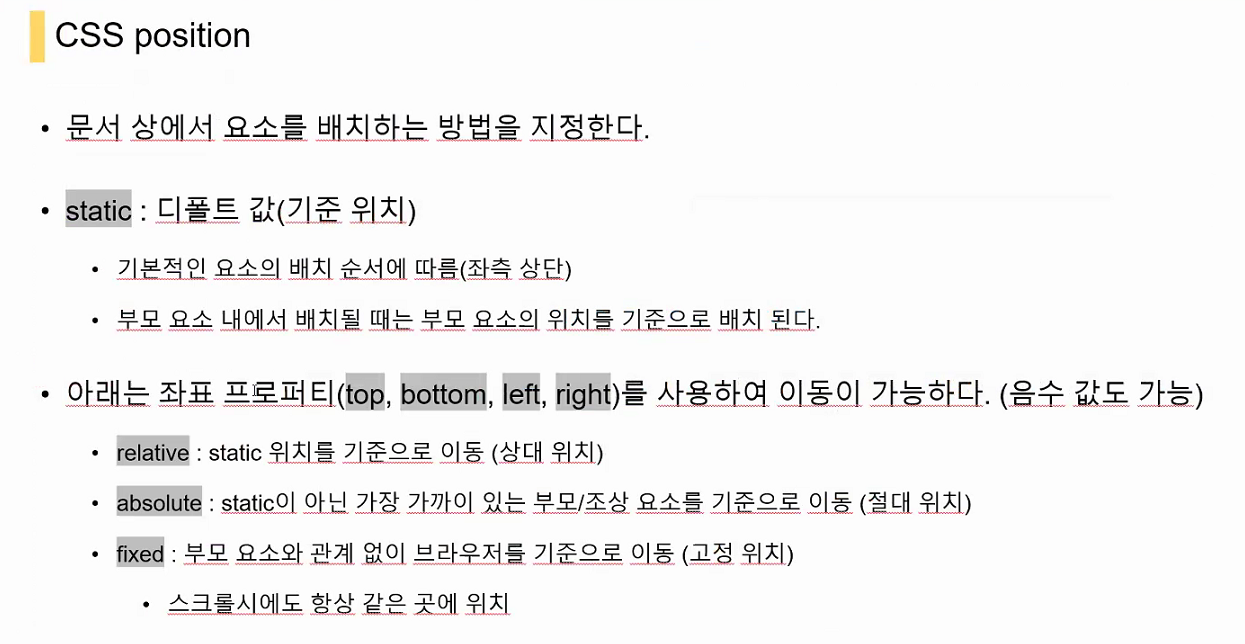 CSS position
• 문서 상에서 요소를 배치하는 방법을 지정한다.
• static : 디폴트 값(기준 위치)
• 기본적인 요소의 배치 순서에 따름(좌측 상단)
• 부모 요소 내에서 배치될 때는 부모 요소의 위치를 기준으로 배치 된다.
• 아래는 좌표 프로퍼티(top, bottom, left, right)를 사용하여 이동이 가능하다. (음수 값도 가능)
• relative : static 위치를 기준으로 이동 (상대 위치)
• absolute : static이 아닌 가장 가까이 있는 부모/조상 요소를 기준으로 이동 (절대 위치)
• fixed : 부모 요소와 관계 없이 브라우저를 기준으로 이동 (고정 위치)
• 스크롤시에도 항상 같은 곳에 위치